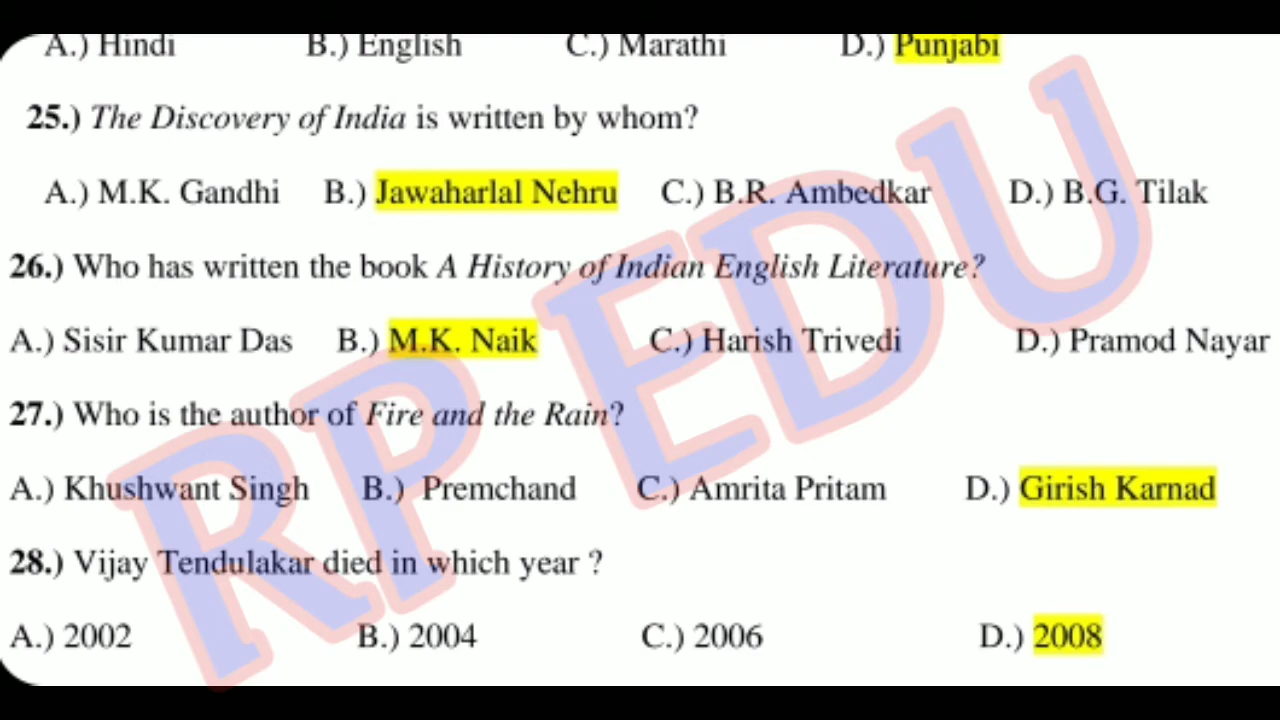 A.) Hindi B.) English C.) Marathi D.) Punjabi
25.) The Discovery of India is written by whom?
A.) M.K. Gandhi B.) Jawaharlal Nehru C.) B.R. Ambedkar D.) B.G. Tilak
26.) Who has written the book A History of Indian English Literature?
A.) Sisir Kumar Das B.) M.K. Naik C.) Harish Trivedi D.) Pramod Nayar
27.) Who is the author of Fire and the Rain?
A.) Khushwant Singh B.) Premchand C.) Amrita Pritam D.) Girish Karnad
28.) Vijay Tendulakar died in which year ?
A.) 2002 B.) 2004 C.) 2006 D.) 2008
RP EDU